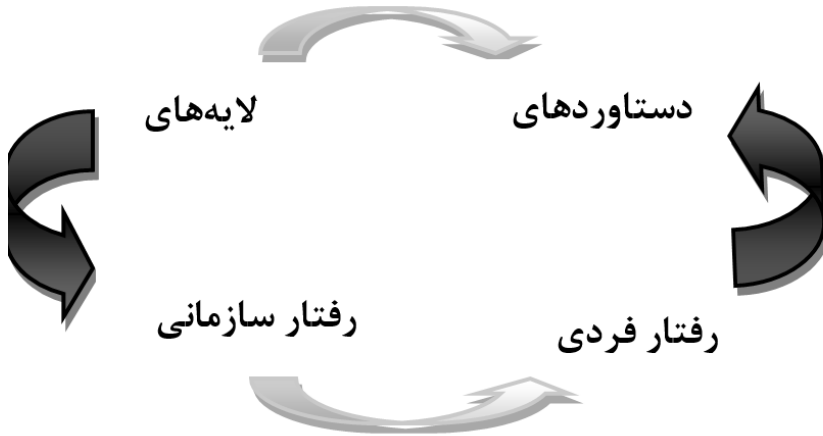 دستاوردهای
لایه‌های
رفتار سازمانی
رفتار فردی